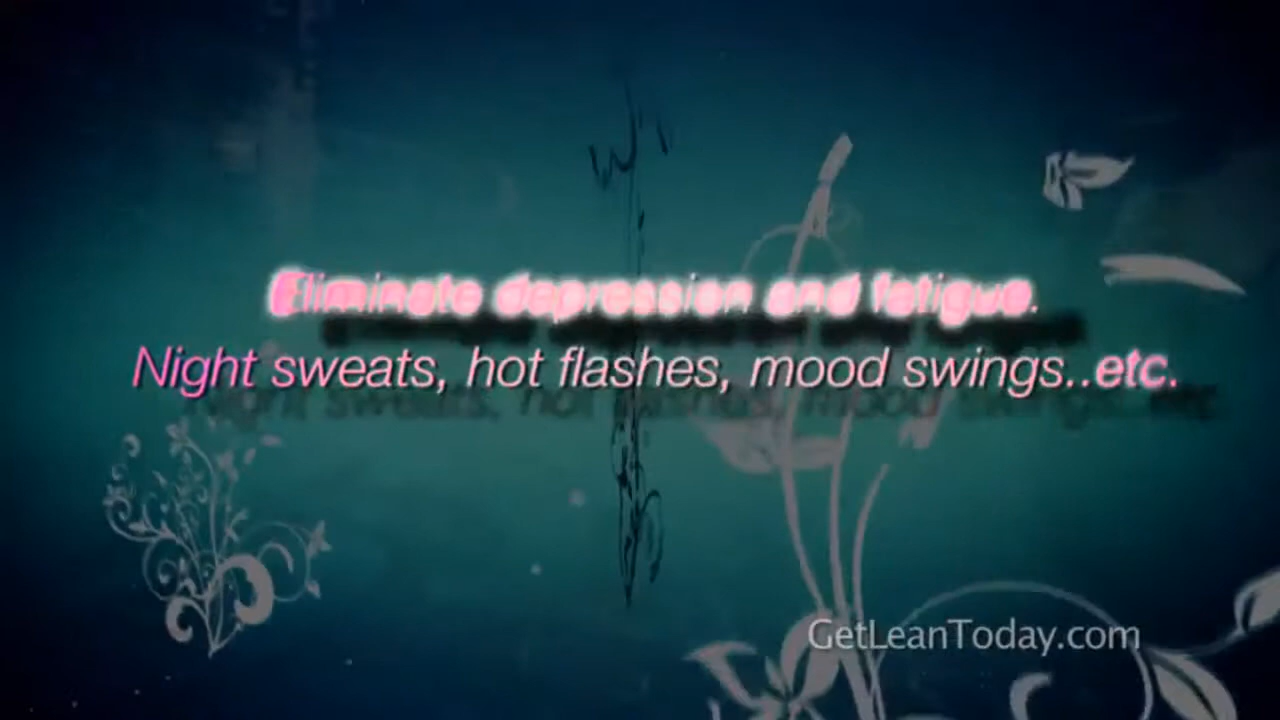 Eliminate depression and fatigue.
Night sweats, hot flashes, mood swings..etc.
GetLeanToday.com